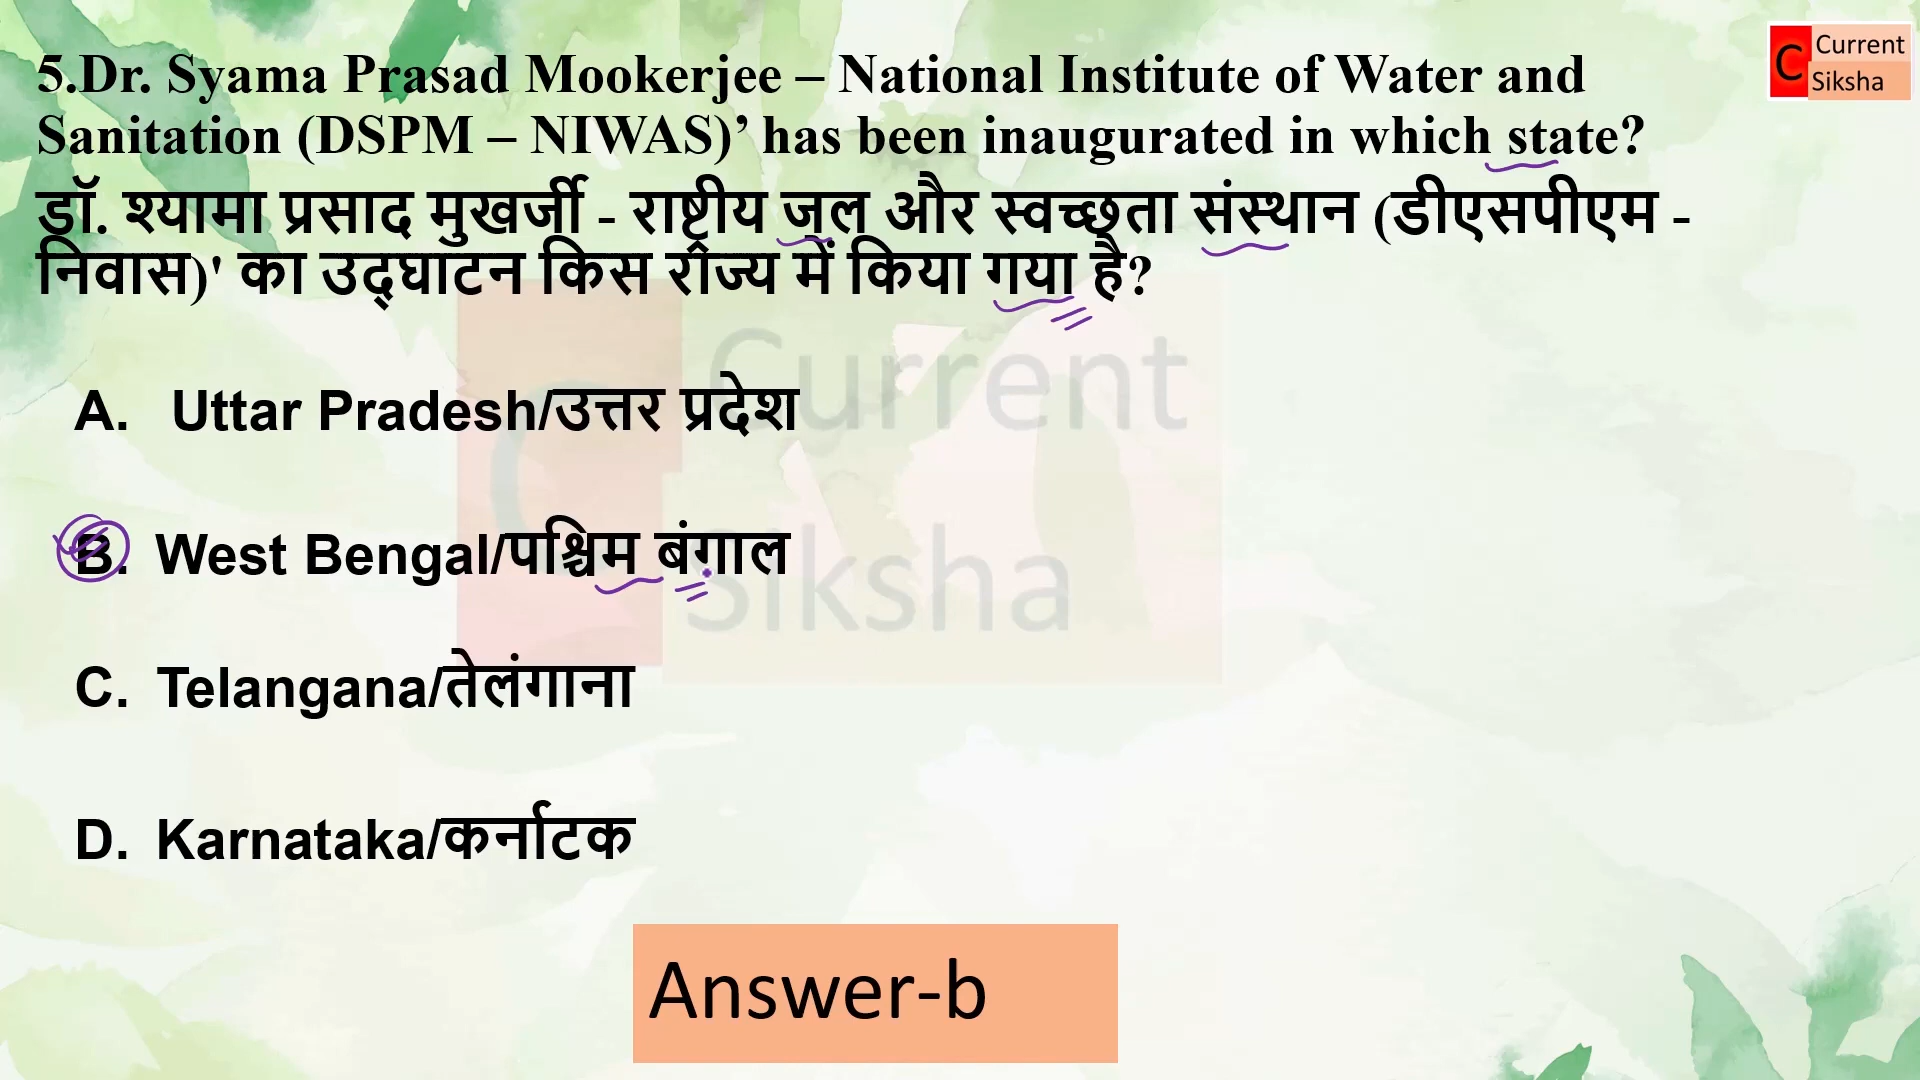 5.Dr. Syama Prasad Mookerjee – National Institute of Water and
Sanitation (DSPM – NIWAS)’ has been inaugurated in which state?
डॉ. श्यामा प्रसाद मुखर्जी - राष्ट्रीय जल और स्वच्छता संस्थान (डीएसपीएम -
निवास)' का उद्घाटन किस राज्य में किया गया है?
A. Uttar Pradesh/उत्तर प्रदेश
B. West Bengal/पश्चिम बंगाल
C. Telangana/तेलंगाना
D. Karnataka/कर्नाटक
Answer-b
C Current
Siksha
C Current
Siksha